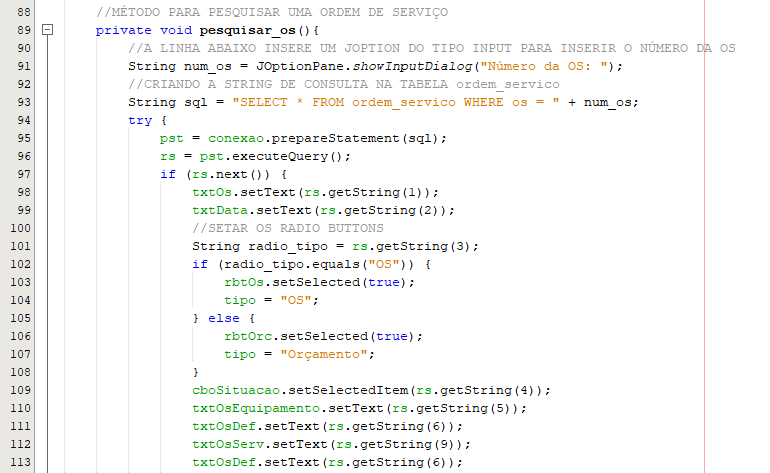 88 //MÉTODO PARA PESQUISAR UMA ORDEM DE SERVIÇO
89 private void pesquisar_os(){
90 //A LINHA ABAIXO INSERE UM JOPTION DO TIPO INPUT PARA INSERIR O NÚMERO DA OS
91 String num_os = JOptionPane.showInputDialog("Número da OS: ");
92 //CRIANDO A STRING DE CONSULTA NA TABELA ordem_servico
93 String sql = "SELECT * FROM ordem_servico WHERE os = " + num_os;
94 try {
95 pst = conexao.prepareStatement(sql);
96 rs = pst.executeQuery();
97 if (rs.next()) {
98 txtOs.setText(rs.getString(1));
99 txtData.setText(rs.getString(2));
100 //SETAR OS RADIO BUTTONS
101 String radio_tipo = rs.getString(3);
102 if (radio_tipo.equals("OS")) {
103 rbtOs.setSelected(true);
104 tipo = "OS";
105 } else {
106 rbtOrc.setSelected(true);
107 tipo = "Orçamento";
108 }
109 cboSituacao.setSelectedItem(rs.getString(4));
110 txtOsEquipamento.setText(rs.getString(5));
111 txtOsDef.setText(rs.getString(6));
112 txtOsServ.setText(rs.getString(9));
113 txtOsDef.setText(rs.getString(6));